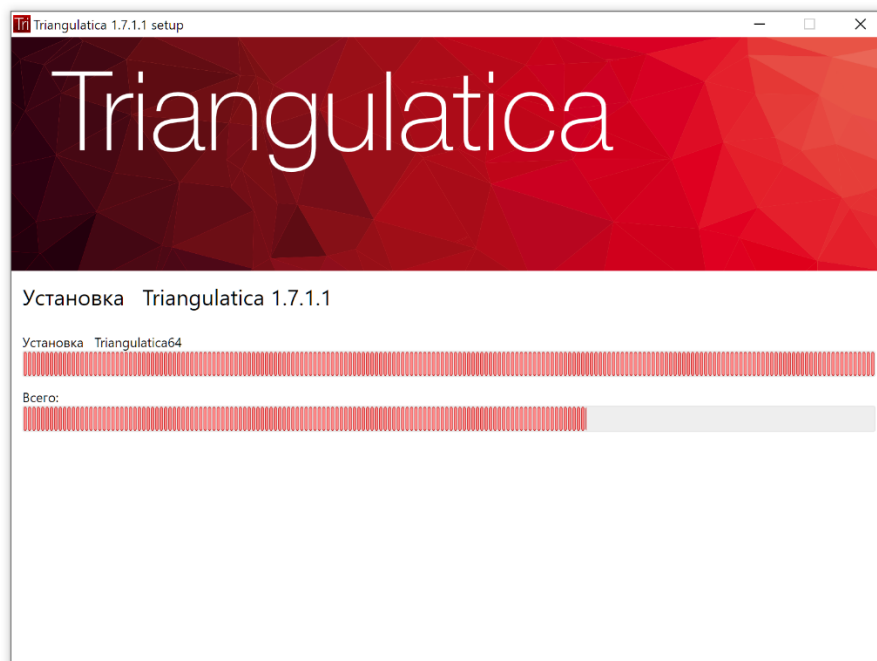 Tri Triangulatica 1.7.1.1 setup
Triangulatica
Установка Triangulatica 1.7.1.1
Установка Triangulatica64
Всего: